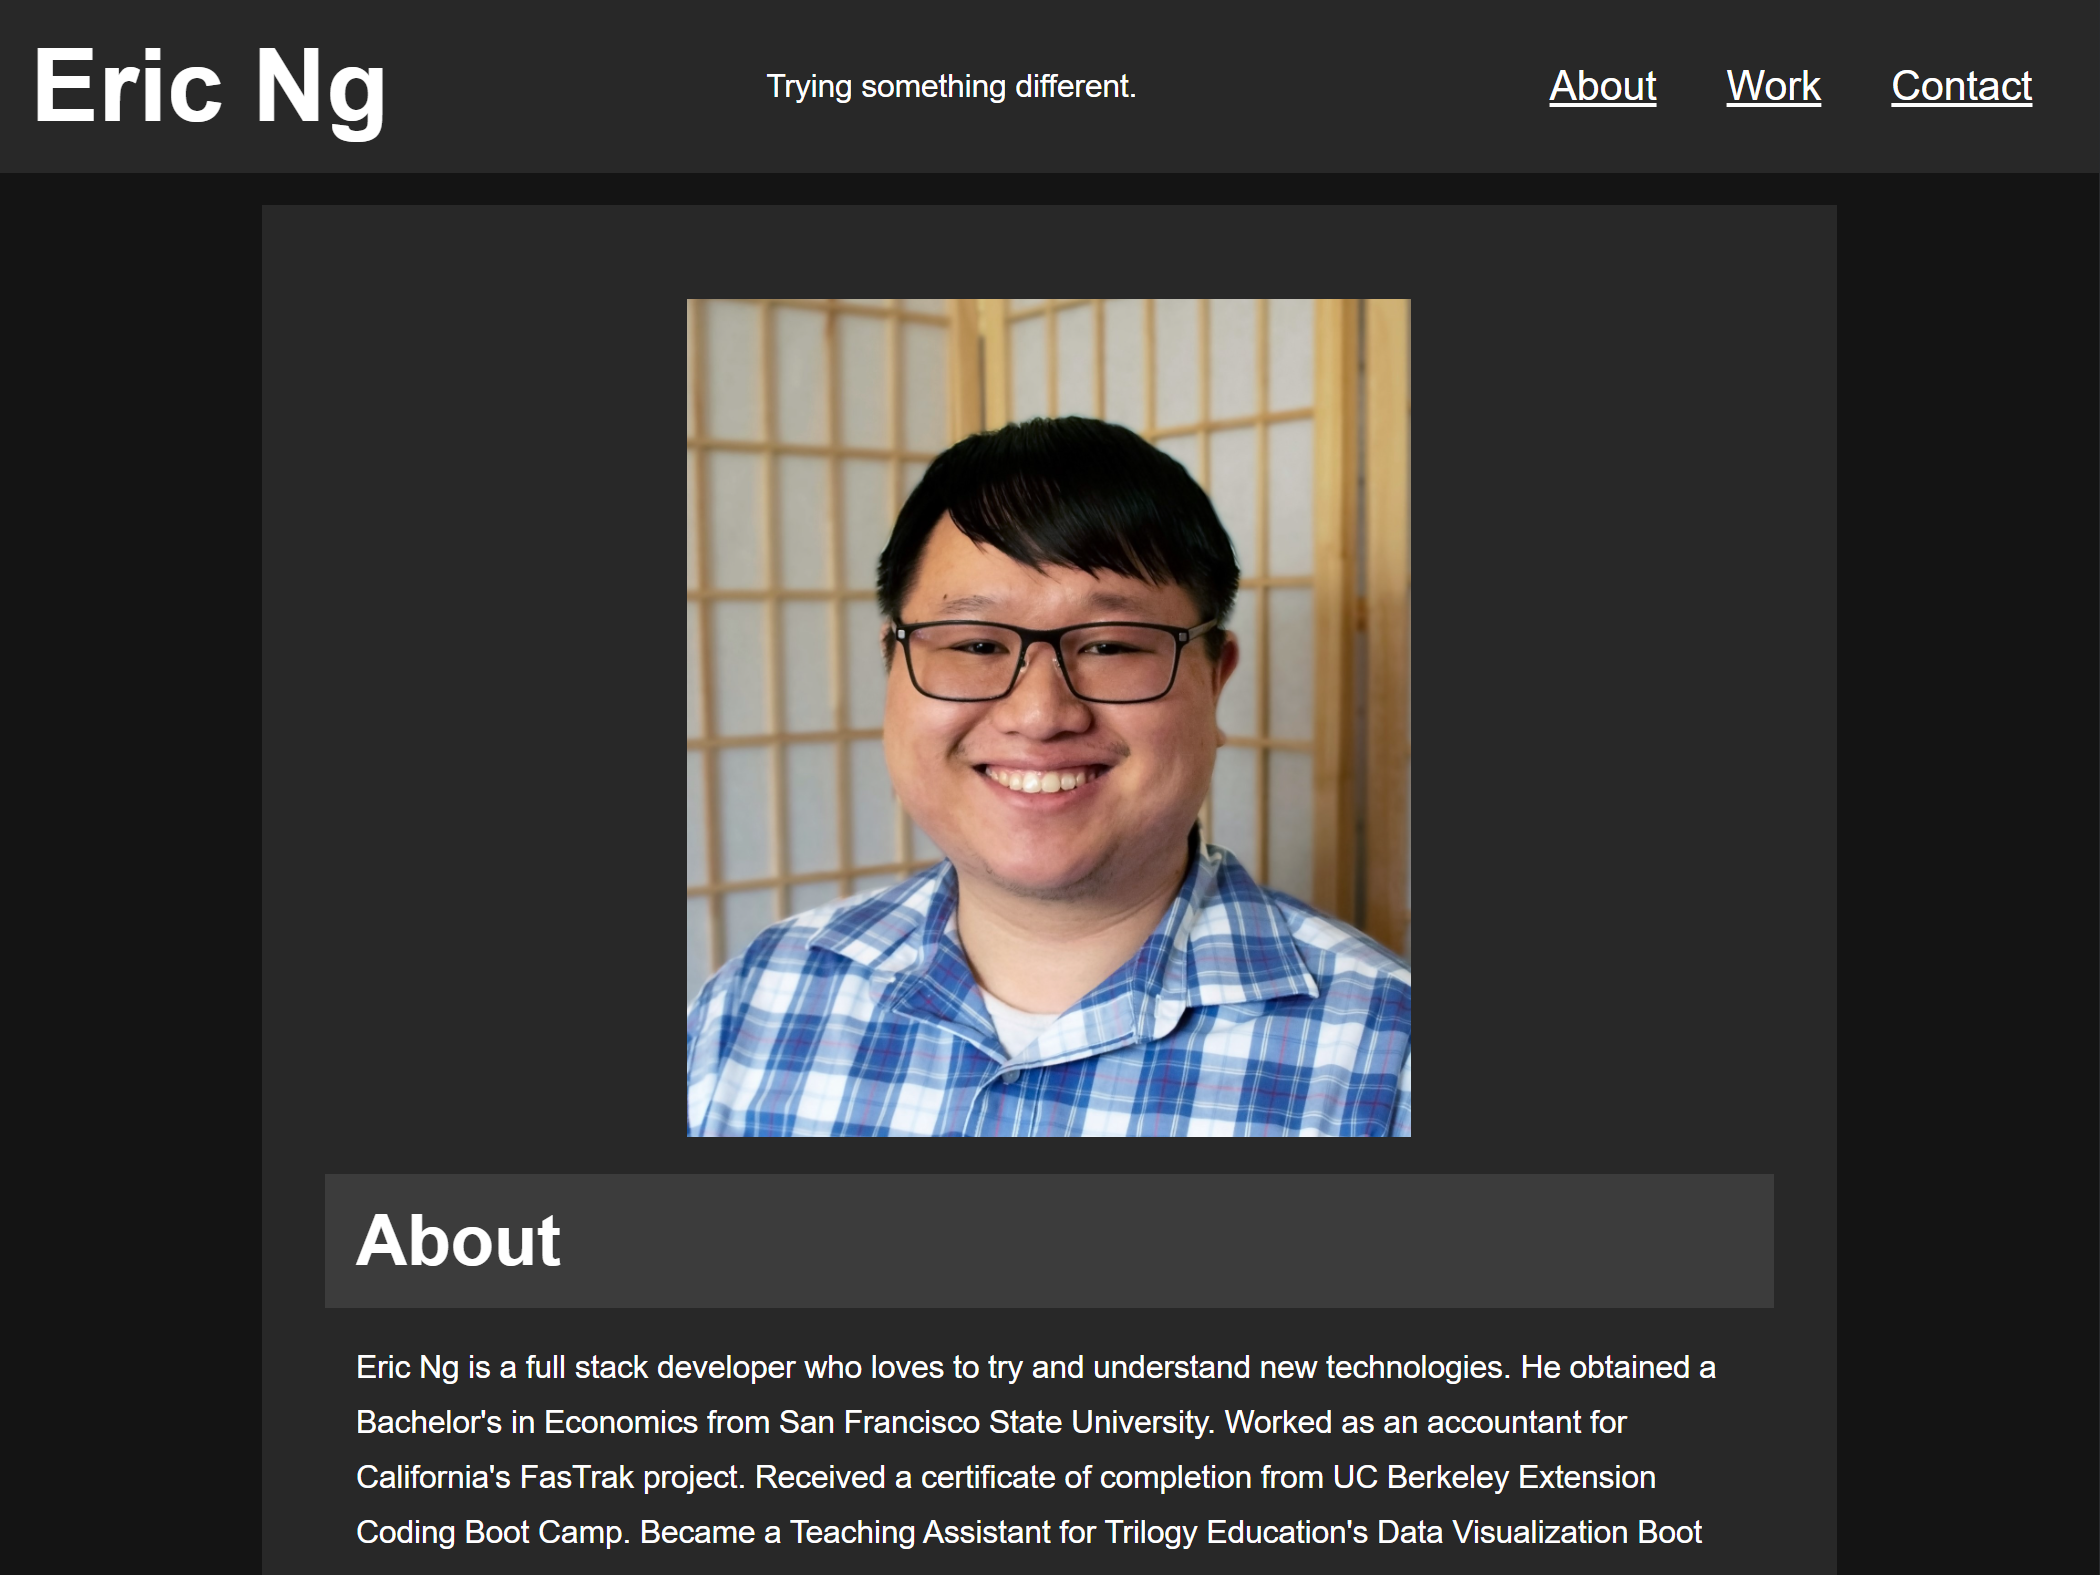 Eric Ng
Trying something different.
About
Work
Contact
About
Eric Ng is a full stack developer who loves to try and understand new technologies. He obtained a
Bachelor's in Economics from San Francisco State University. Worked as an accountant for
California's FasTrak project. Received a certificate of completion from UC Berkeley Extension
Coding Boot Camp. Became a Teaching Assistant for Trilogy Education's Data Visualization Boot